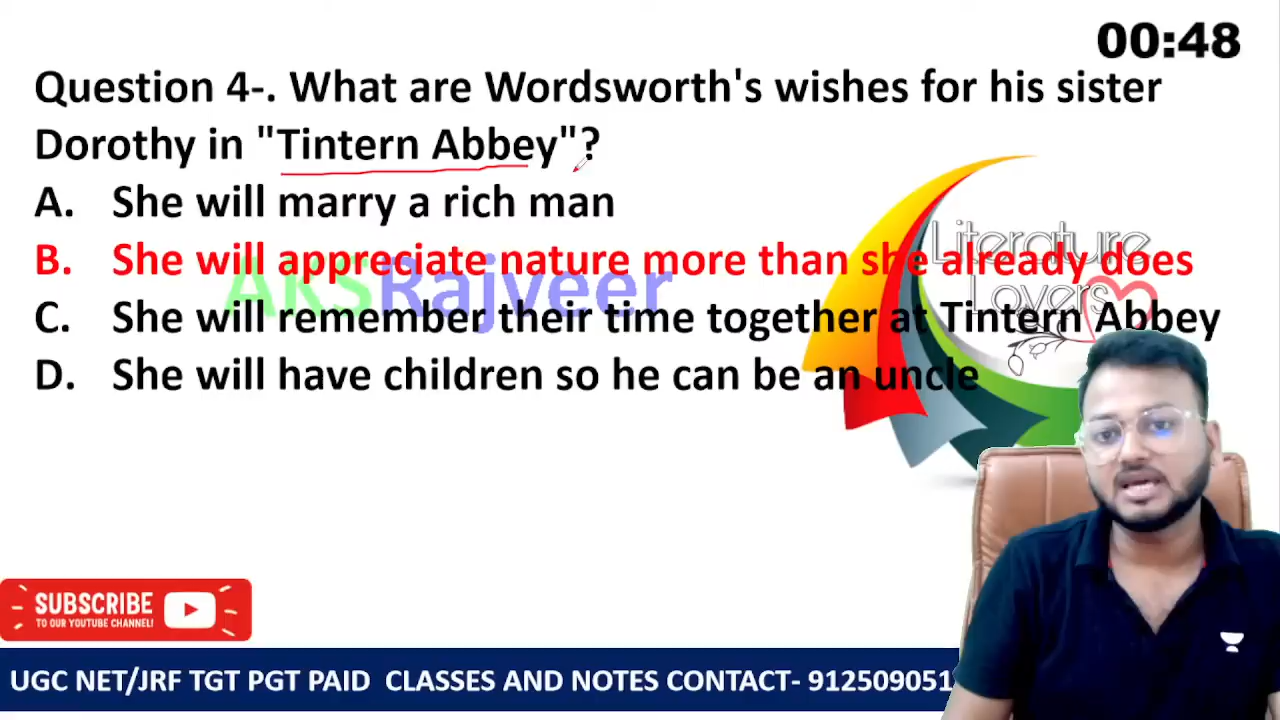 00:48
Question 4-. What are Wordsworth's wishes for his sister
Dorothy in "Tintern Abbey"?
A. She will marry a rich man
B. She will appreciate nature more than she already does
C. She will remember their time together at Tintern Abbey
D. She will have children so he can be an uncle
AKSRajveer
Literature
Lovers
SUBSCRIBE
TO OUR YOUTUBE CHANNEL!
UGC NET/JRF TGT PGT PAID CLASSES AND NOTES CONTACT- 912509051